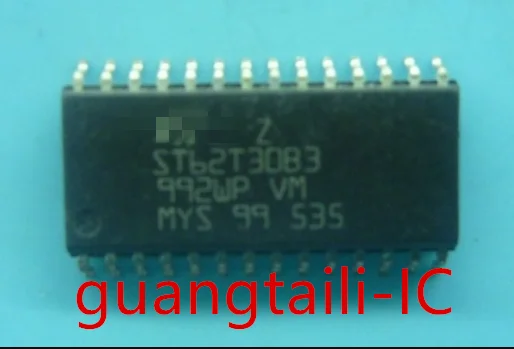 Z
ST62T30B3
992WP VM
MYS 99 535
guangtaili-IC